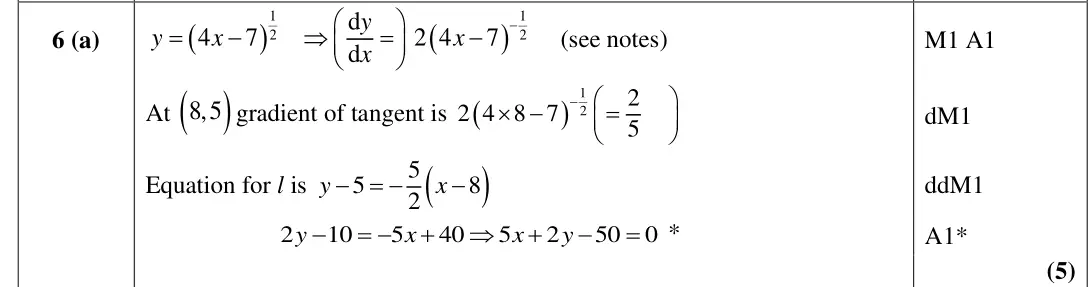 6 (a) y = (4x − 7)^{1/2} ⇒ (dy/dx =) 2(4x − 7)^{−1/2} (see notes) M1 A1
At (8,5) gradient of tangent is 2(4×8−7)^{−1/2} (= 2/5) dM1
Equation for l is y−5 = −5/2(x−8) ddM1
2y−10 = −5x+40 ⇒ 5x+2y−50 = 0 * A1*
(5)